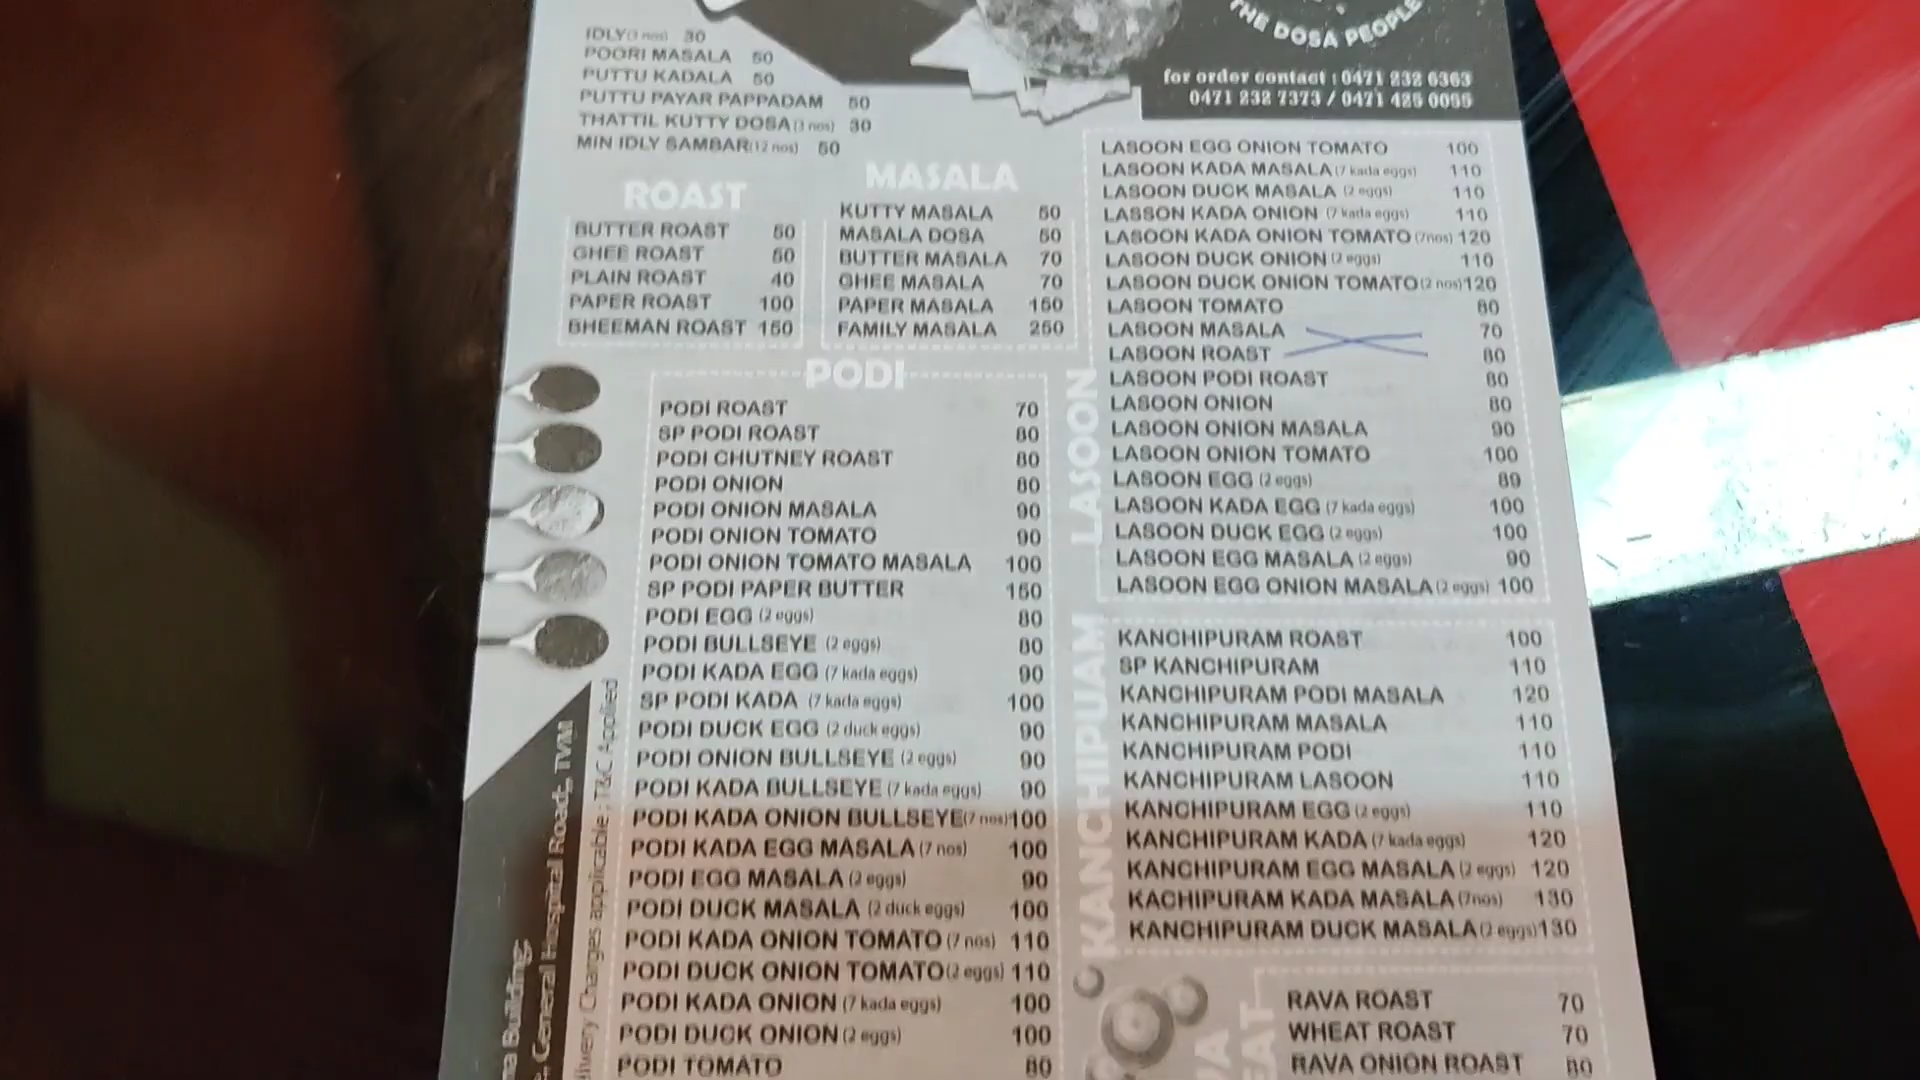 THE DOSA PEOPLE
for order contact : 0471 232 6363
0471 232 7373 / 0471 425 0055
IDLY(3 nos) 30
POORI MASALA 50
PUTTU KADALA 50
PUTTU PAYAR PAPPADAM 50
THATTIL KUTTY DOSA(3 nos) 30
MIN IDLY SAMBAR(12 nos) 50
ROAST
BUTTER ROAST 50
GHEE ROAST 50
PLAIN ROAST 40
PAPER ROAST 100
BHEEMAN ROAST 150
MASALA
KUTTY MASALA 50
MASALA DOSA 50
BUTTER MASALA 70
GHEE MASALA 70
PAPER MASALA 150
FAMILY MASALA 250
PODI
PODI ROAST 70
SP PODI ROAST 80
PODI CHUTNEY ROAST 80
PODI ONION 80
PODI ONION MASALA 90
PODI ONION TOMATO 90
PODI ONION TOMATO MASALA 100
SP PODI PAPER BUTTER 150
PODI EGG (2 eggs) 80
PODI BULLSEYE (2 eggs) 80
PODI KADA EGG (7 kada eggs) 90
SP PODI KADA (7 kada eggs) 100
PODI DUCK EGG (2 duck eggs) 90
PODI ONION BULLSEYE (2 eggs) 90
PODI KADA BULLSEYE (7 kada eggs) 90
PODI KADA ONION BULLSEYE(7 nos)100
PODI KADA EGG MASALA (7 nos) 100
PODI EGG MASALA (2 eggs) 90
PODI DUCK MASALA (2 duck eggs) 100
PODI KADA ONION TOMATO (7 nos) 110
PODI DUCK ONION TOMATO(2 eggs) 110
PODI KADA ONION (7 kada eggs) 100
PODI DUCK ONION (2 eggs) 100
PODI TOMATO 80
LASOON
LASOON EGG ONION TOMATO 100
LASOON KADA MASALA (7 kada eggs) 110
LASOON DUCK MASALA (2 eggs) 110
LASSON KADA ONION (7 kada eggs) 110
LASOON KADA ONION TOMATO (7nos) 120
LASOON DUCK ONION (2 eggs) 110
LASOON DUCK ONION TOMATO(2 nos)120
LASOON TOMATO 80
LASOON MASALA 70
LASOON ROAST 80
LASOON PODI ROAST 80
LASOON ONION 80
LASOON ONION MASALA 90
LASOON ONION TOMATO 100
LASOON EGG (2 eggs) 89
LASOON KADA EGG (7 kada eggs) 100
LASOON DUCK EGG (2 eggs) 100
LASOON EGG MASALA (2 eggs) 90
LASOON EGG ONION MASALA(2 eggs) 100
KANCHIPUAM
KANCHIPURAM ROAST 100
SP KANCHIPURAM 110
KANCHIPURAM PODI MASALA 120
KANCHIPURAM MASALA 110
KANCHIPURAM PODI 110
KANCHIPURAM LASOON 110
KANCHIPURAM EGG (2 eggs) 110
KANCHIPURAM KADA (7 kada eggs) 120
KANCHIPURAM EGG MASALA (2 eggs) 120
KACHIPURAM KADA MASALA (7nos) 130
KANCHIPURAM DUCK MASALA (2 eggs)130
RAVA ROAST 70
WHEAT ROAST 70
RAVA ONION ROAST 80
Building,
General Hospital Road, TVM
Charges applicable : T&C Applied